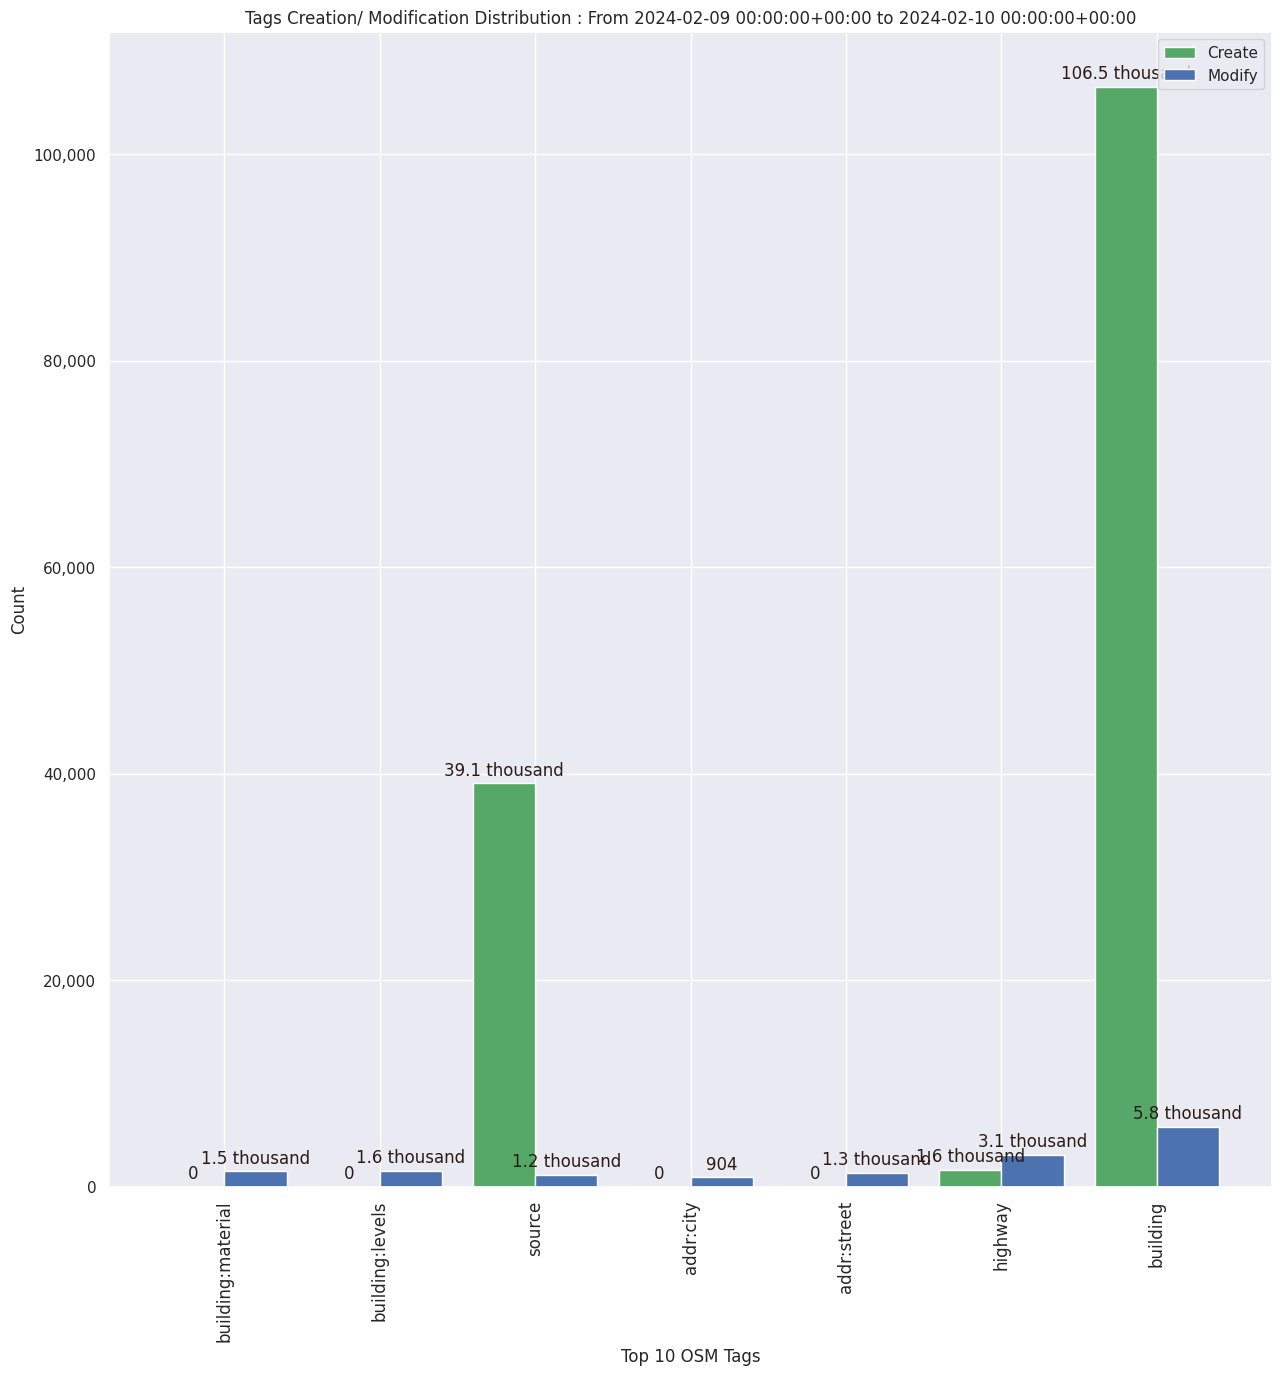 Tags Creation/ Modification Distribution : From 2024-02-09 00:00:00+00:00 to 2024-02-10 00:00:00+00:00
Create
Modify
106.5
100,000
80,000
60,000
Count
40,000
39.1 thousand
20,000
5.8 thousand
3.1 thousand
1.6 thousand
1.3 thousand
0
904
0
1.2 thousand
1.6 thousand
0
1.5 thousand
0
0
building:material
building:levels
source
addr:city
addr:street
highway
building
Top 10 OSM Tags